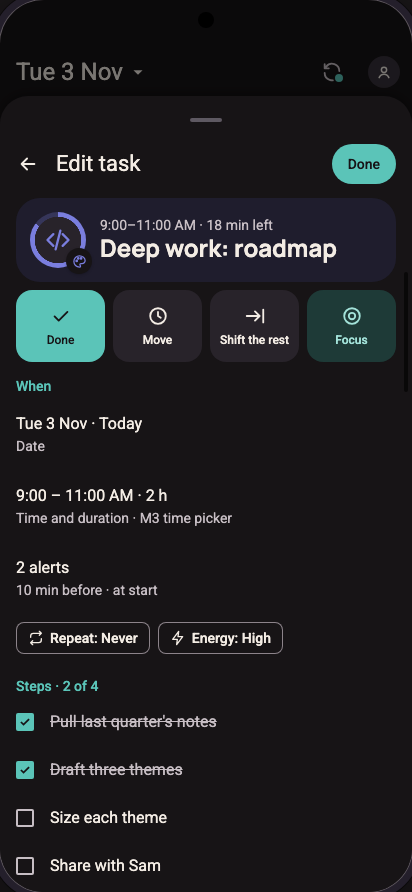 Tue 3 Nov
Edit task
Done
9:00–11:00 AM · 18 min left
Deep work: roadmap
Done
Move
Shift the rest
Focus
When
Tue 3 Nov · Today
Date
9:00 – 11:00 AM · 2 h
Time and duration · M3 time picker
2 alerts
10 min before · at start
Repeat: Never
Energy: High
Steps · 2 of 4
Pull last quarter's notes
Draft three themes
Size each theme
Share with Sam